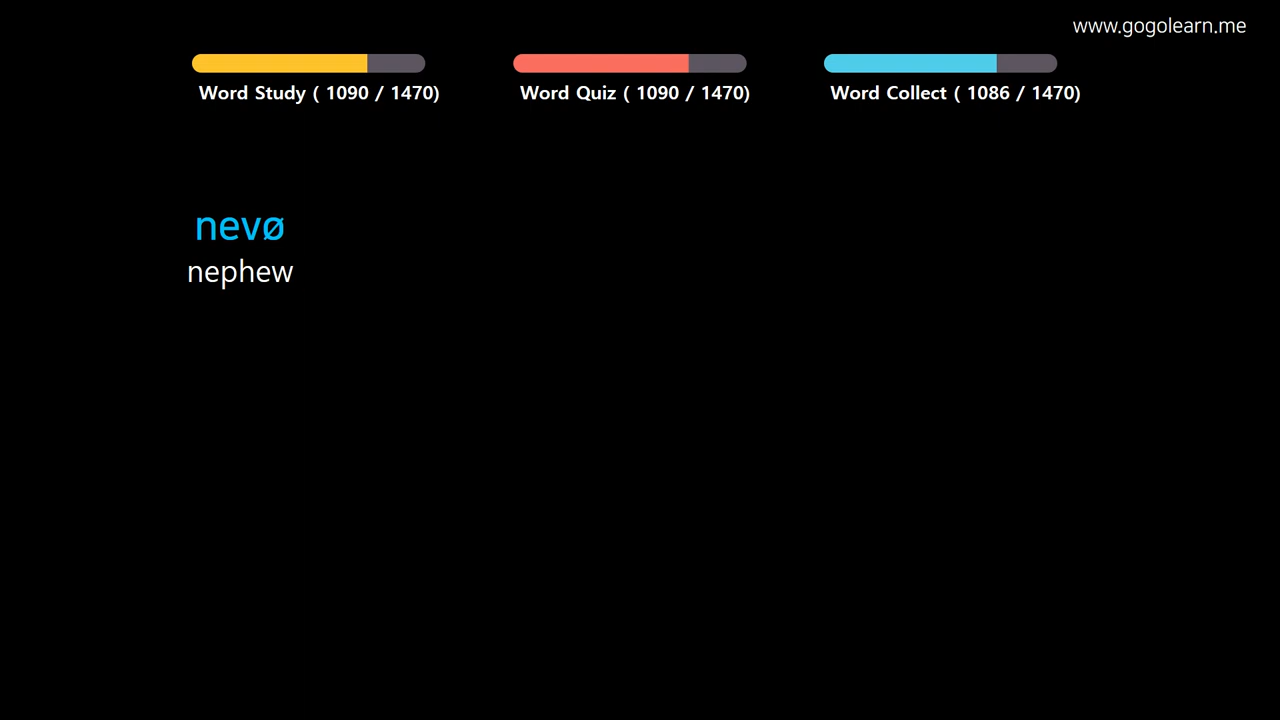 www.gogolearn.me
Word Study ( 1090 / 1470)
Word Quiz ( 1090 / 1470)
Word Collect ( 1086 / 1470)
nevø
nephew